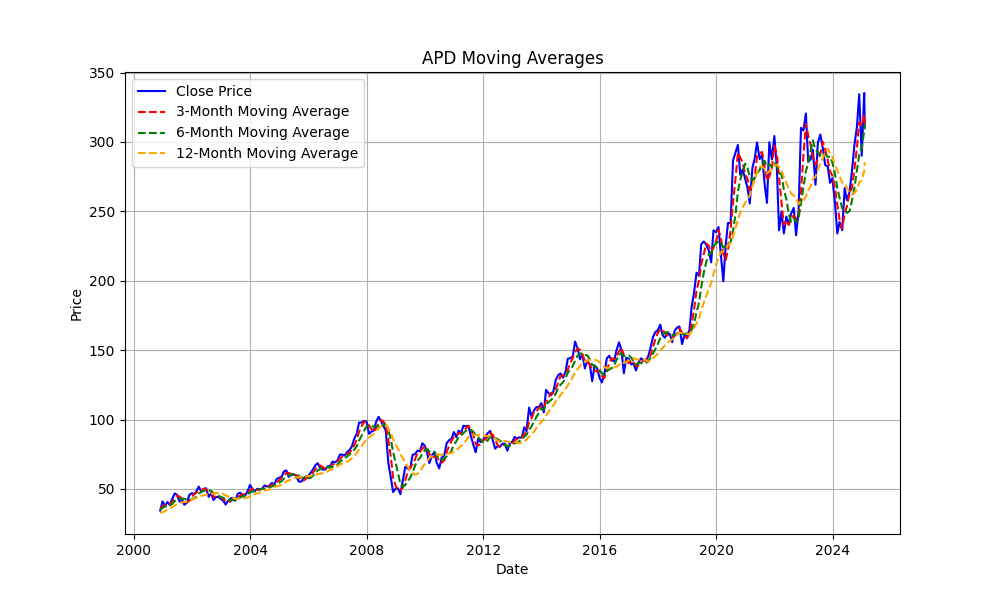 APD Moving Averages
350
300
250
200
150
100
50
Price
Close Price
3-Month Moving Average
6-Month Moving Average
12-Month Moving Average
2000 2004 2008 2012 2016 2020 2024
Date